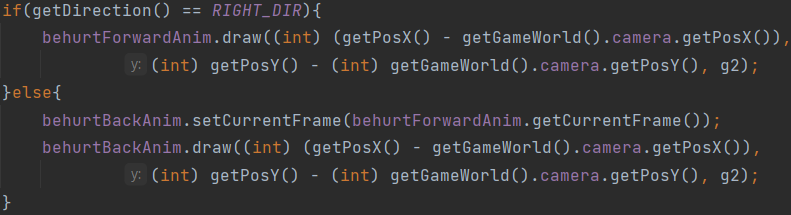 if(getDirection() == RIGHT_DIR){
behurtForwardAnim.draw((int) (getPosX() - getGameWorld().camera.getPosX()),
y: (int) getPosY() - (int) getGameWorld().camera.getPosY(), g2);
}else{
behurtBackAnim.setCurrentFrame(behurtForwardAnim.getCurrentFrame());
behurtBackAnim.draw((int) (getPosX() - getGameWorld().camera.getPosX()),
y: (int) getPosY() - (int) getGameWorld().camera.getPosY(), g2);
}